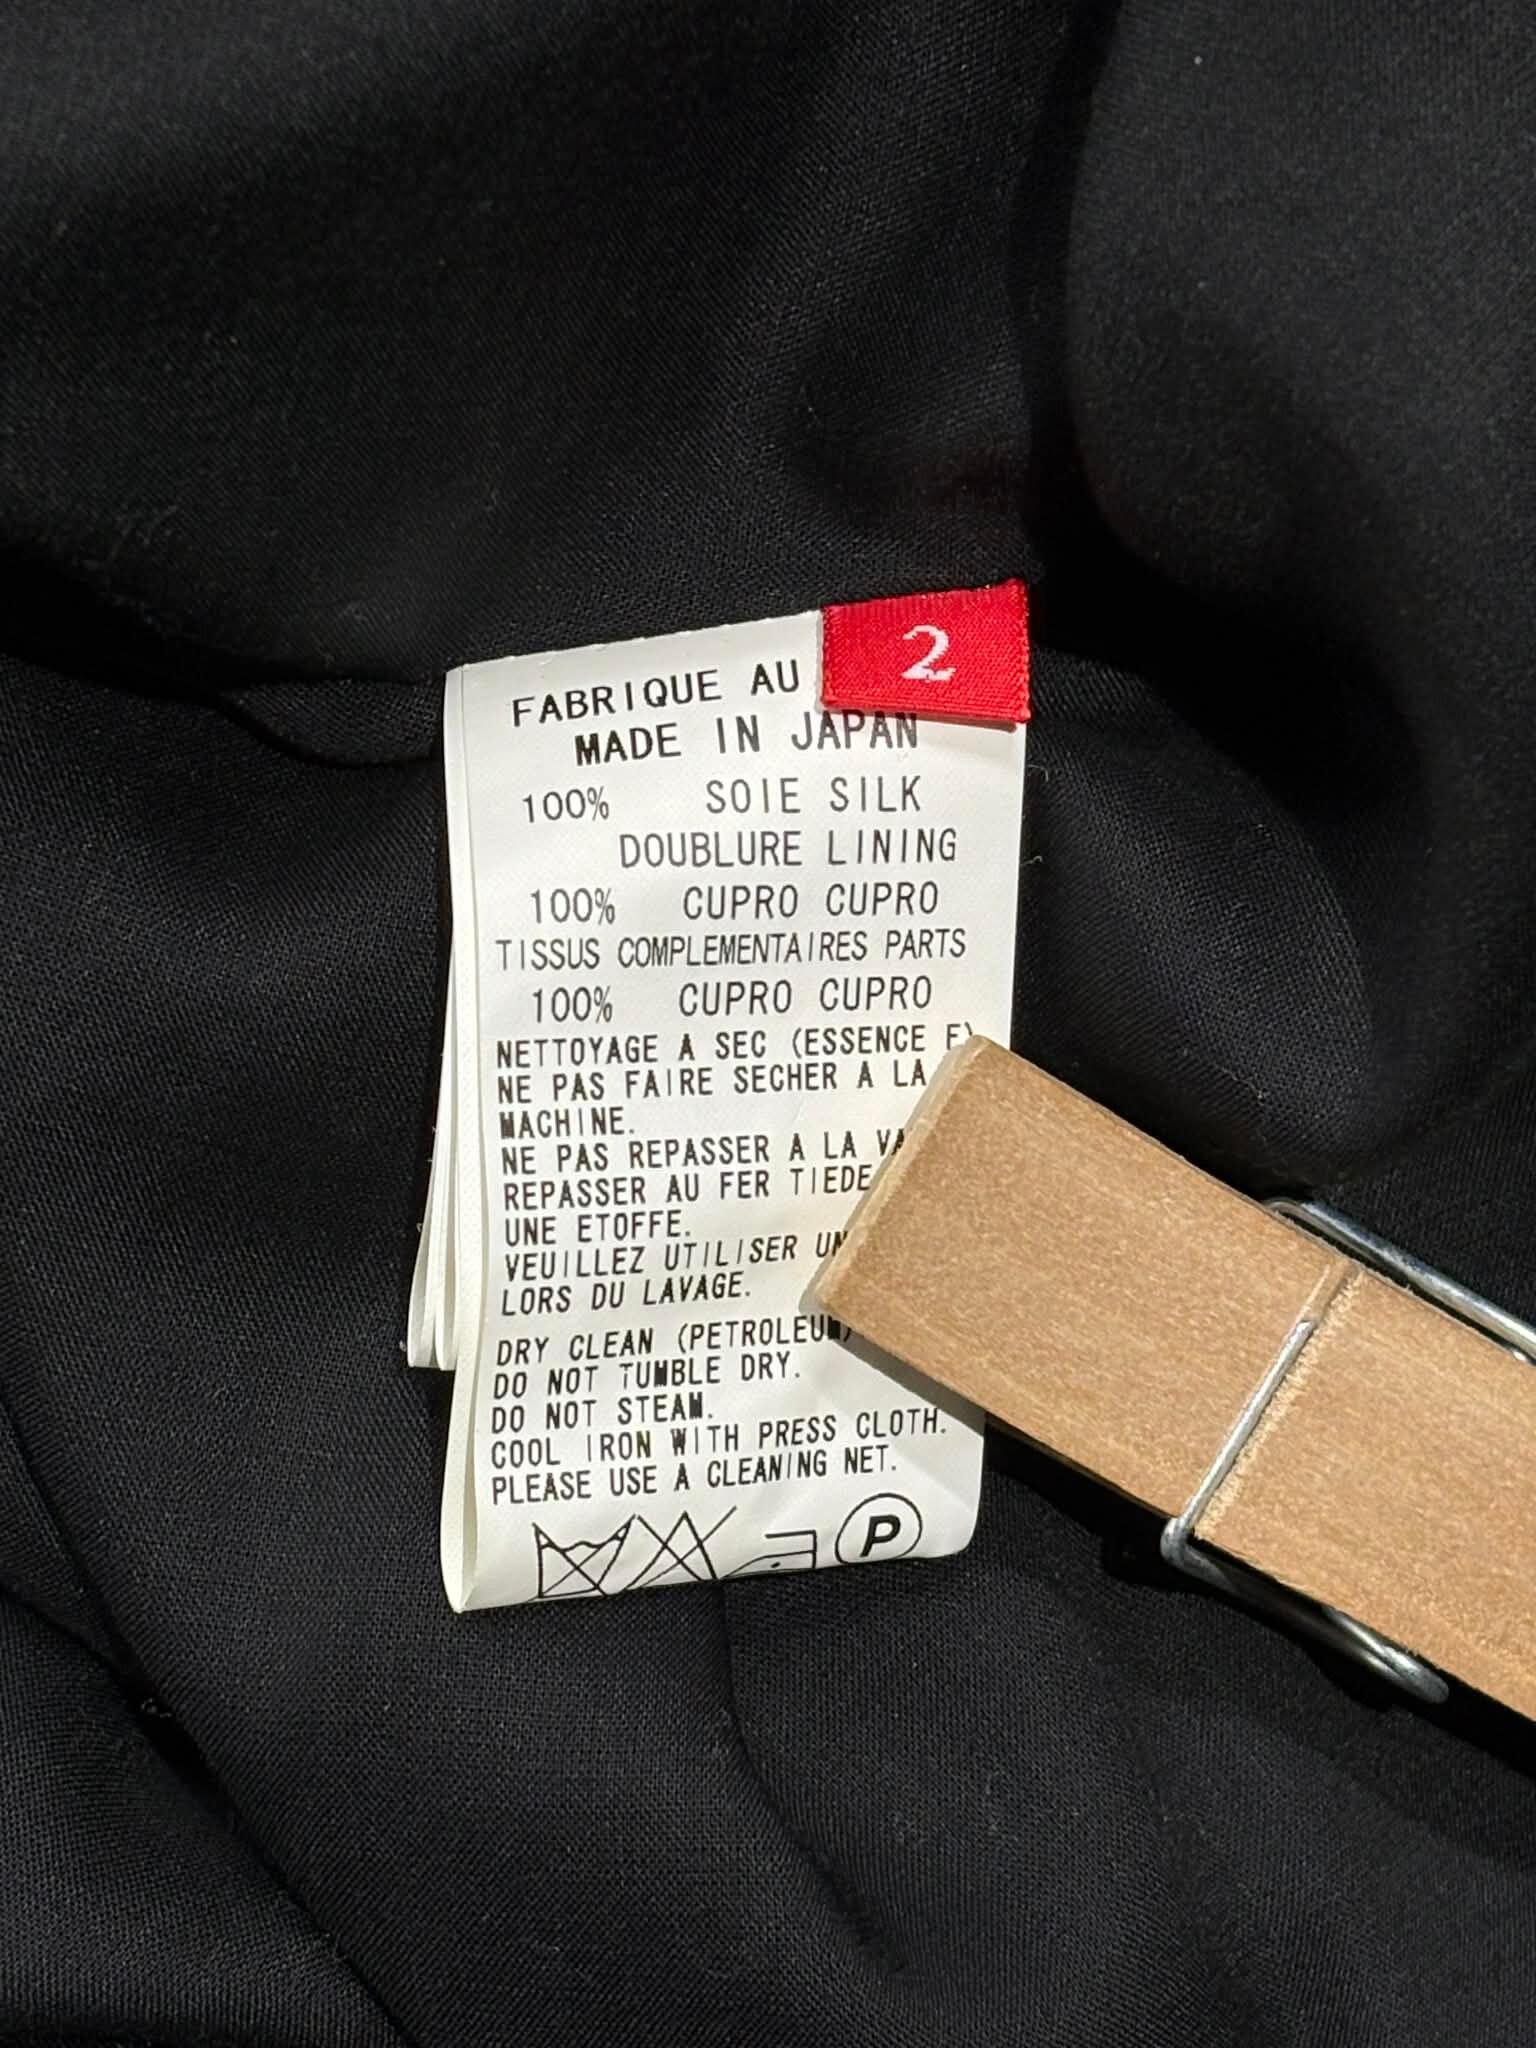 2
FABRIQUE AU
MADE IN JAPAN
100% SOIE SILK
DOUBLURE LINING
100% CUPRO CUPRO
TISSUS COMPLEMENTAIRES PARTS
100% CUPRO CUPRO
NETTOYAGE A SEC (ESSENCE F)
NE PAS FAIRE SECHER A LA
MACHINE.
NE PAS REPASSER A LA
REPASSER AU FER TIEDE
UNE ETOFFE.
VEUILLEZ UTILISER
LORS DU LAVAGE.
DRY CLEAN (PETROLEUM)
DO NOT TUMBLE DRY.
DO NOT STEAM.
COOL IRON WITH PRESS CLOTH.
PLEASE USE A CLEANING NET.
P